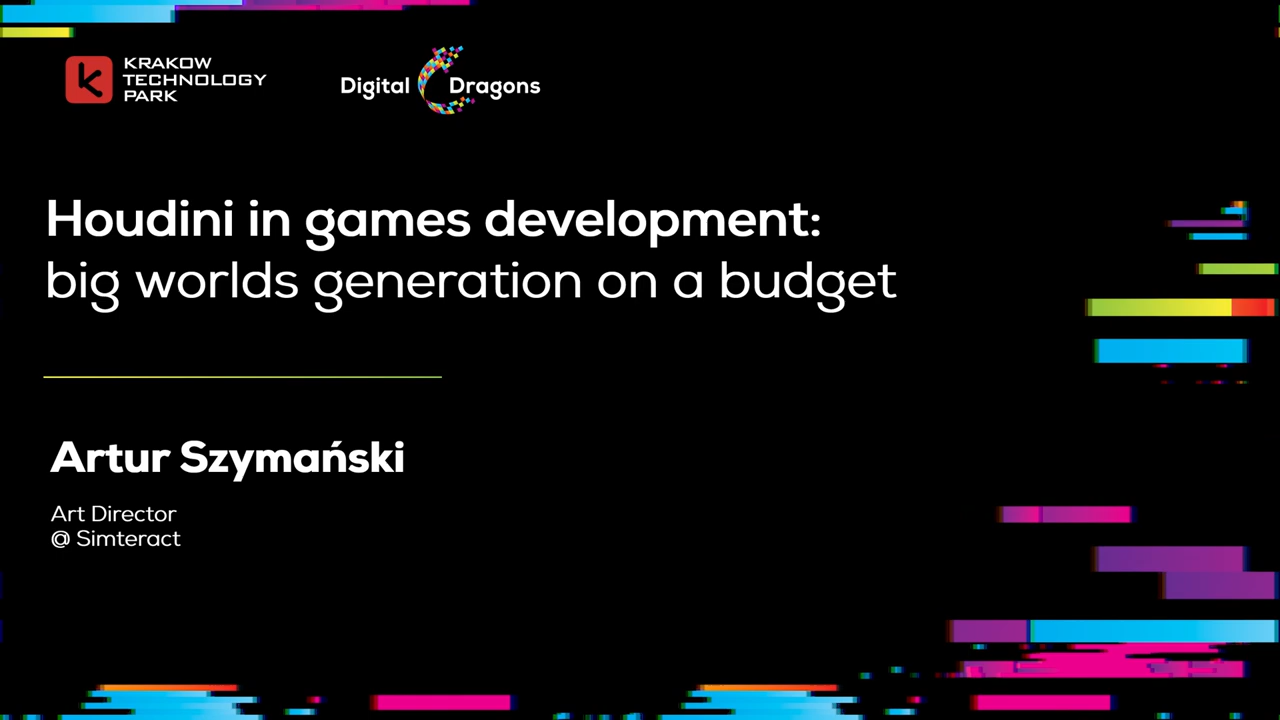 KRAKOW
TECHNOLOGY
PARK
Digital Dragons
Houdini in games development:
big worlds generation on a budget
Artur Szymański
Art Director
@ Simteract